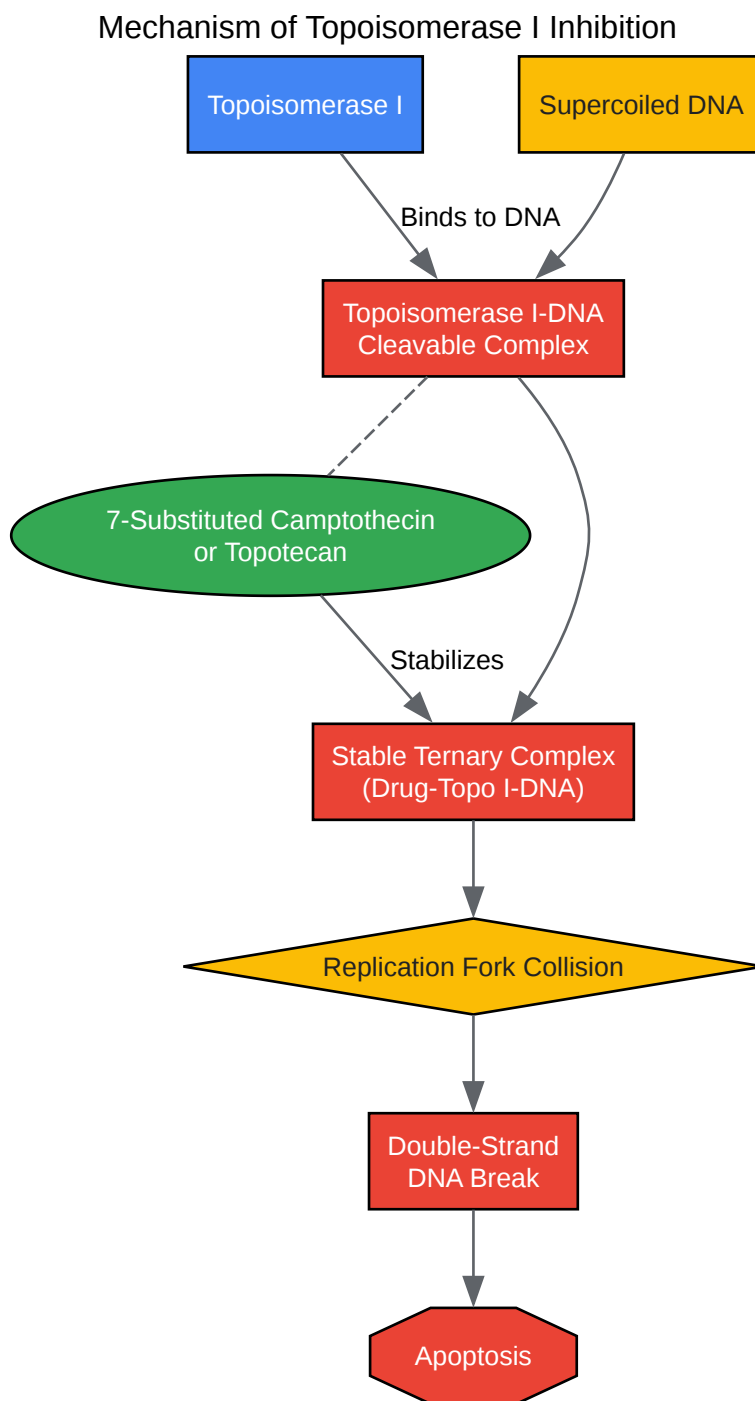 Mechanism of Topoisomerase I Inhibition
Topoisomerase I
Supercoiled DNA
Binds to DNA
Topoisomerase I-DNA
Cleavable Complex
7-Substituted Camptothecin
or Topotecan
Stabilizes
Stable Ternary Complex
(Drug-Topo I-DNA)
Replication Fork Collision
Double-Strand
DNA Break
Apoptosis